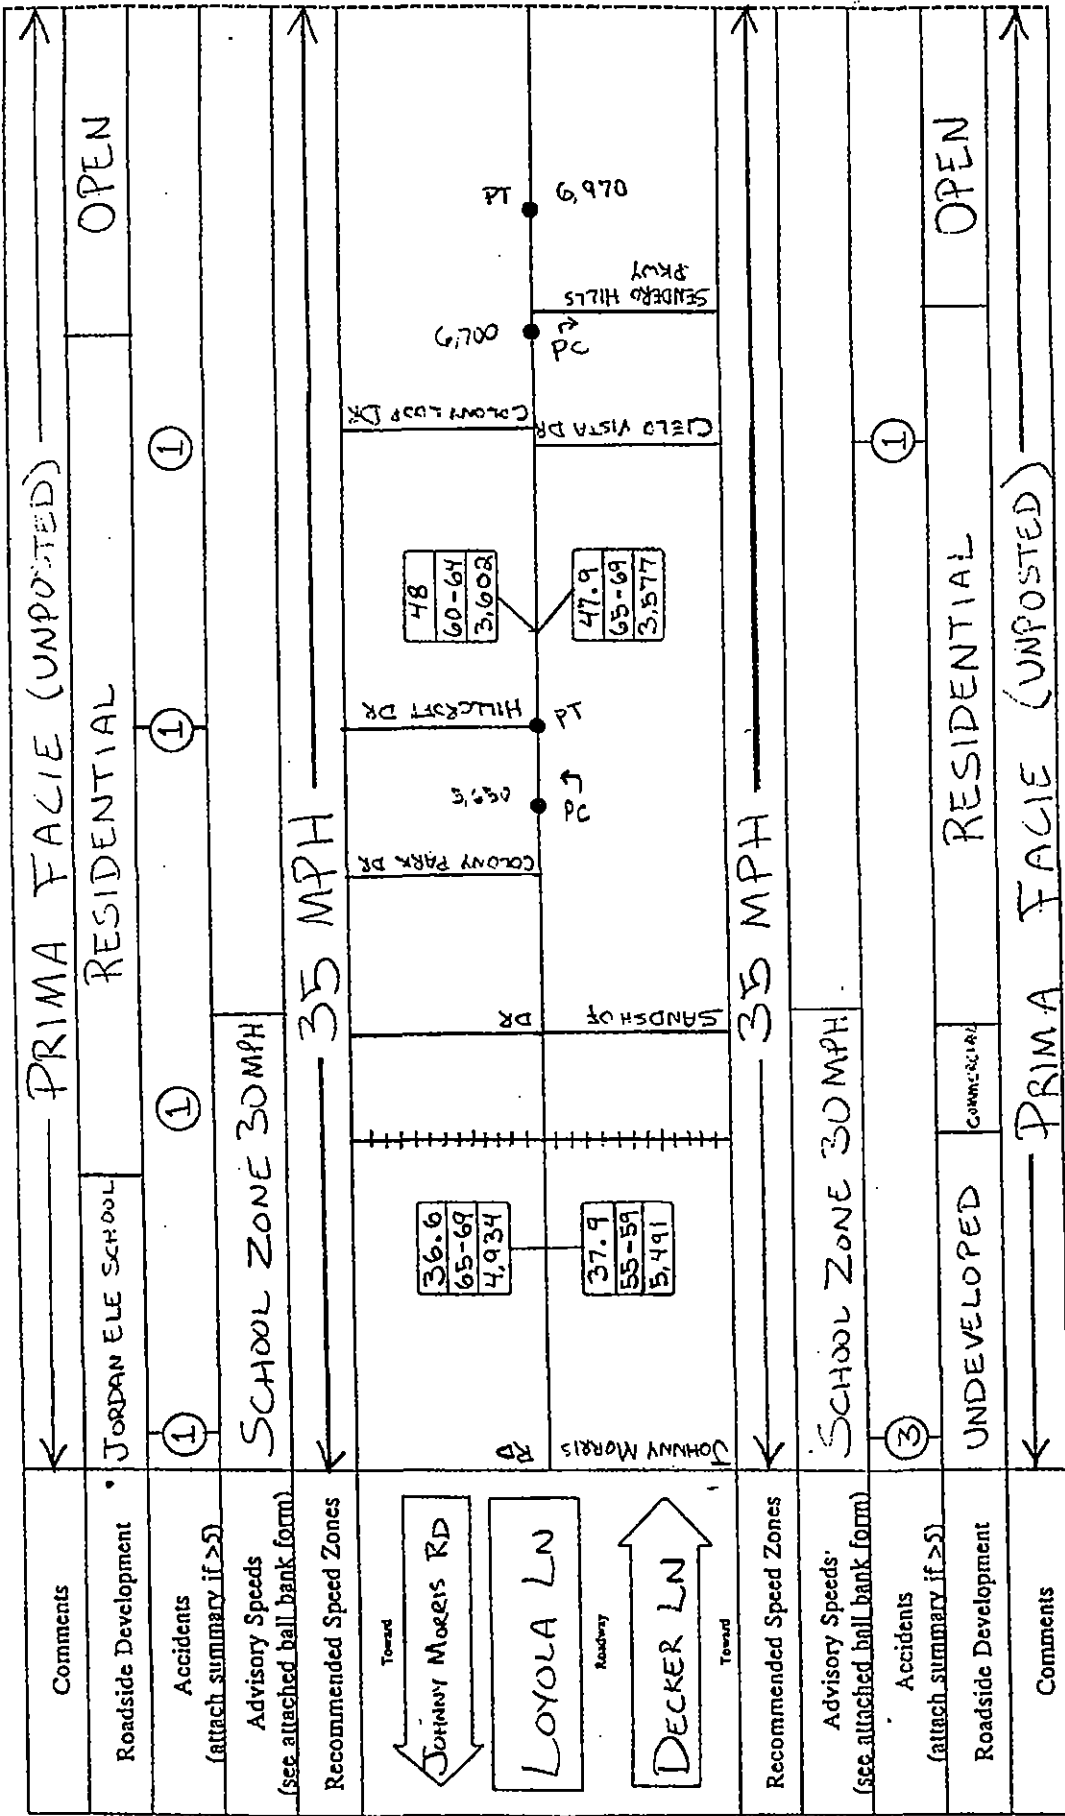 Comments
← PRIMA FACIE (UNPOSTED) →
Roadside Development
JORDAN ELE SCHOOL
RESIDENTIAL
OPEN
Accidents
(attach summary if >5)
1
1
1
1
Advisory Speeds
(see attached ball bank form)
SCHOOL ZONE 30 MPH
Recommended Speed Zones
← 35 MPH →
Toward
JOHNNY MORRIS RD
LOYOLA LN
Roadway
DECKER LN
Toward
JOHNNY MORRIS
RD
36.6
65-69
4,934
37.9
55-59
5,491
SANDSHOF
DR
COLONY PARK DR
PC
HILLCROFT DR
PT
48
60-64
3,602
47.9
65-69
3,577
COLONY LOOP DR
CIELO VISTA DR
6,700
PC
SENDERO HILLS
PKWY
PT
6,970
Recommended Speed Zones
← 35 MPH →
Advisory Speeds
(see attached ball bank form)
SCHOOL ZONE 30 MPH
Accidents
(attach summary if >5)
3
1
Roadside Development
UNDEVELOPED
COMMERCIAL
RESIDENTIAL
OPEN
Comments
← PRIMA FACIE (UNPOSTED) →